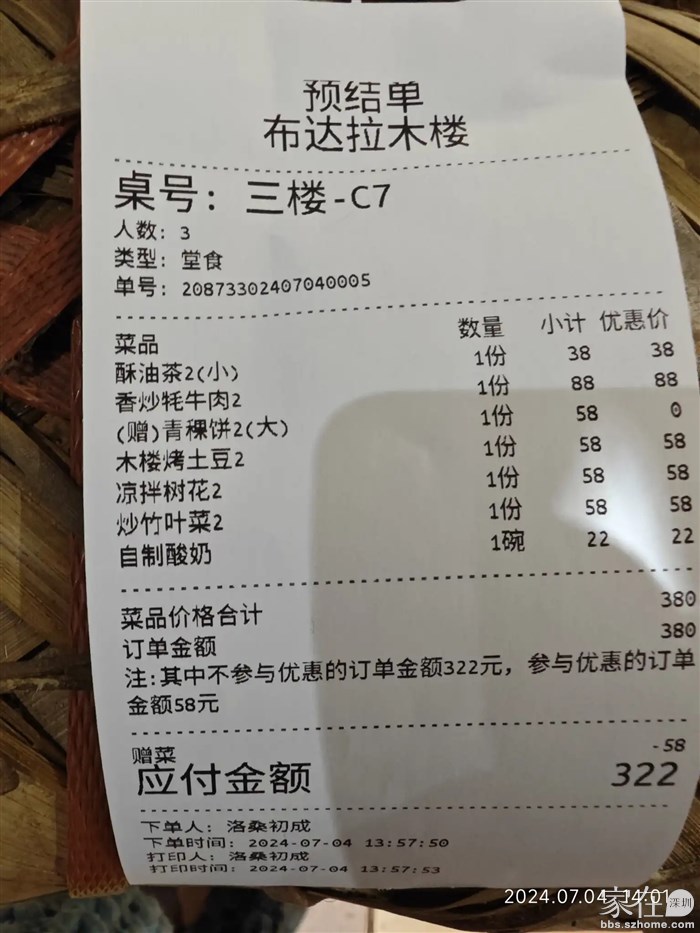 预结单
布达拉木楼
桌号: 三楼-C7
人数: 3
类型: 堂食
单号: 20873302407040005
菜品 数量 小计 优惠价
酥油茶2(小) 1份 38 38
香炒牦牛肉2 1份 88 88
(赠)青稞饼2(大) 1份 58 0
木楼烤土豆2 1份 58 58
凉拌树花2 1份 58 58
炒竹叶菜2 1份 58 58
自制酸奶 1碗 22 22
菜品价格合计 380
订单金额 380
注:其中不参与优惠的订单金额322元，参与优惠的订单
金额58元
赠菜 -58
应付金额 322
下单人: 洛桑初成
下单时间: 2024-07-04 13:57:50
打印人: 洛桑初成
打印时间: 2024-07-04 13:57:53
2024.07.04 14:01
家在深圳
bbs.szhome.com